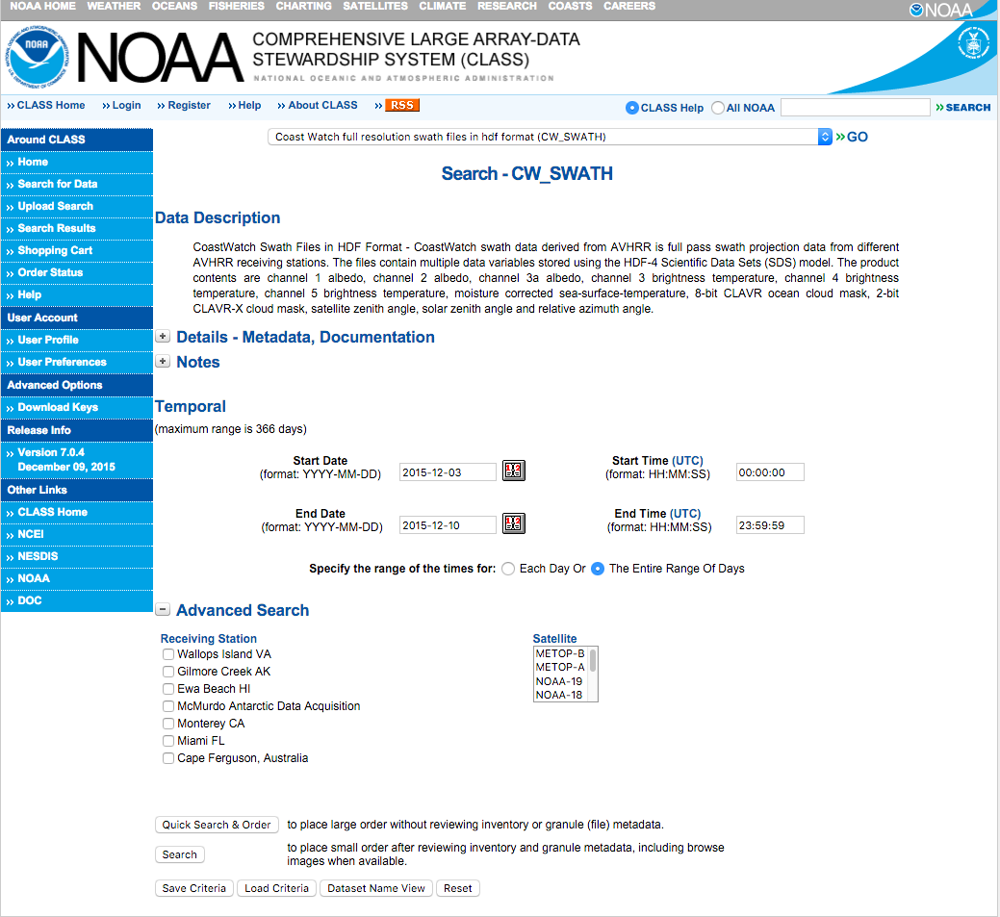 NOAA HOME WEATHER OCEANS FISHERIES CHARTING SATELLITES CLIMATE RESEARCH COASTS CAREERS
NOAA
NOAA
NOAA
COMPREHENSIVE LARGE ARRAY-DATA
STEWARDSHIP SYSTEM (CLASS)
NATIONAL OCEANIC AND ATMOSPHERIC ADMINISTRATION
›› CLASS Home ›› Login ›› Register ›› Help ›› About CLASS ›› RSS
CLASS Help All NOAA ›› SEARCH
Coast Watch full resolution swath files in hdf format (CW_SWATH) ›› GO
Around CLASS
›› Home
›› Search for Data
›› Upload Search
›› Search Results
›› Shopping Cart
›› Order Status
›› Help
User Account
›› User Profile
›› User Preferences
Advanced Options
›› Download Keys
Release Info
›› Version 7.0.4
December 09, 2015
Other Links
›› CLASS Home
›› NCEI
›› NESDIS
›› NOAA
›› DOC
Search - CW_SWATH
Data Description
CoastWatch Swath Files in HDF Format - CoastWatch swath data derived from AVHRR is full pass swath projection data from different
AVHRR receiving stations. The files contain multiple data variables stored using the HDF-4 Scientific Data Sets (SDS) model. The product
contents are channel 1 albedo, channel 2 albedo, channel 3a albedo, channel 3 brightness temperature, channel 4 brightness
temperature, channel 5 brightness temperature, moisture corrected sea-surface-temperature, 8-bit CLAVR ocean cloud mask, 2-bit
CLAVR-X cloud mask, satellite zenith angle, solar zenith angle and relative azimuth angle.
+ Details - Metadata, Documentation
+ Notes
Temporal
(maximum range is 366 days)
Start Date
(format: YYYY-MM-DD)
2015-12-03
Start Time (UTC)
(format: HH:MM:SS)
00:00:00
End Date
(format: YYYY-MM-DD)
2015-12-10
End Time (UTC)
(format: HH:MM:SS)
23:59:59
Specify the range of the times for: Each Day Or The Entire Range Of Days
− Advanced Search
Receiving Station
Wallops Island VA
Gilmore Creek AK
Ewa Beach HI
McMurdo Antarctic Data Acquisition
Monterey CA
Miami FL
Cape Ferguson, Australia
Satellite
METOP-B
METOP-A
NOAA-19
NOAA-18
Quick Search & Order to place large order without reviewing inventory or granule (file) metadata.
Search to place small order after reviewing inventory and granule metadata, including browse
images when available.
Save Criteria Load Criteria Dataset Name View Reset